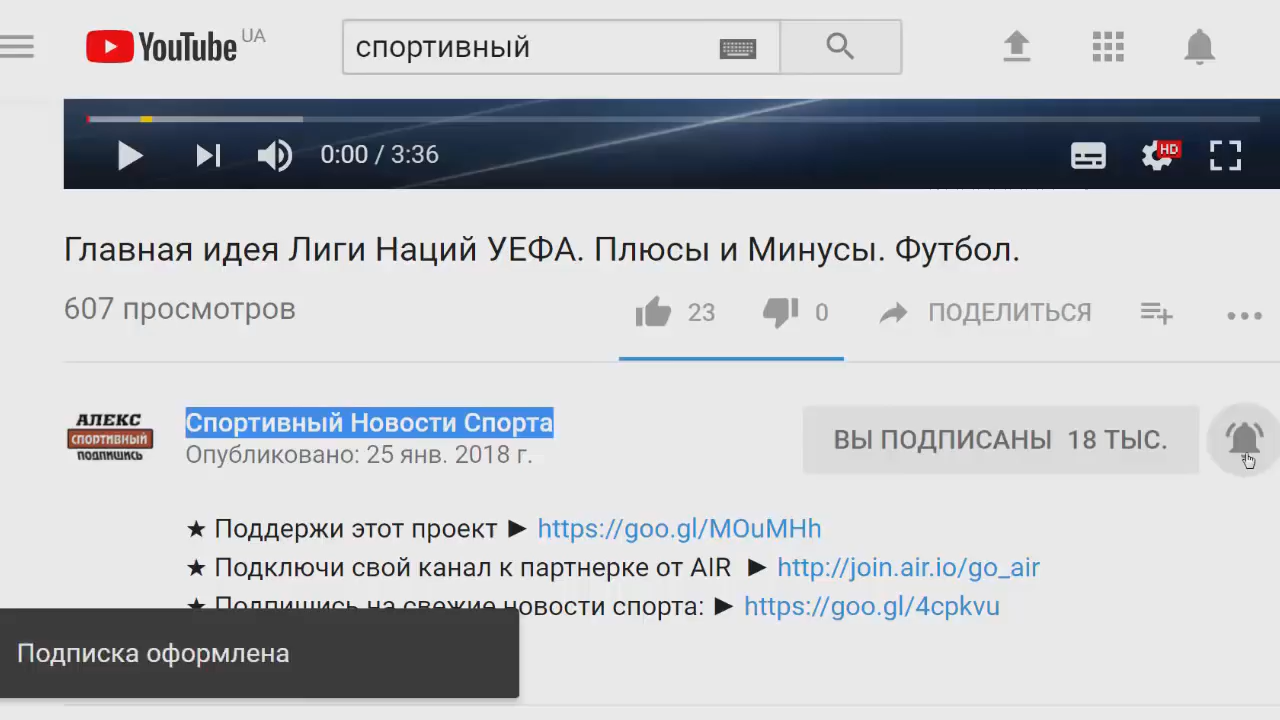 YouTube UA
спортивный
0:00 / 3:36
HD
Главная идея Лиги Наций УЕФА. Плюсы и Минусы. Футбол.
607 просмотров
23
0
ПОДЕЛИТЬСЯ
АЛЕКС
СПОРТИВНЫЙ
ПОДПИШИСЬ
Спортивный Новости Спорта
Опубликовано: 25 янв. 2018 г.
ВЫ ПОДПИСАНЫ 18 ТЫС.
★ Поддержи этот проект ► https://goo.gl/MOuMHh
★ Подключи свой канал к партнерке от AIR ► http://join.air.io/go_air
★ Подпишись на свежие новости спорта: ► https://goo.gl/4cpkvu
Подписка оформлена